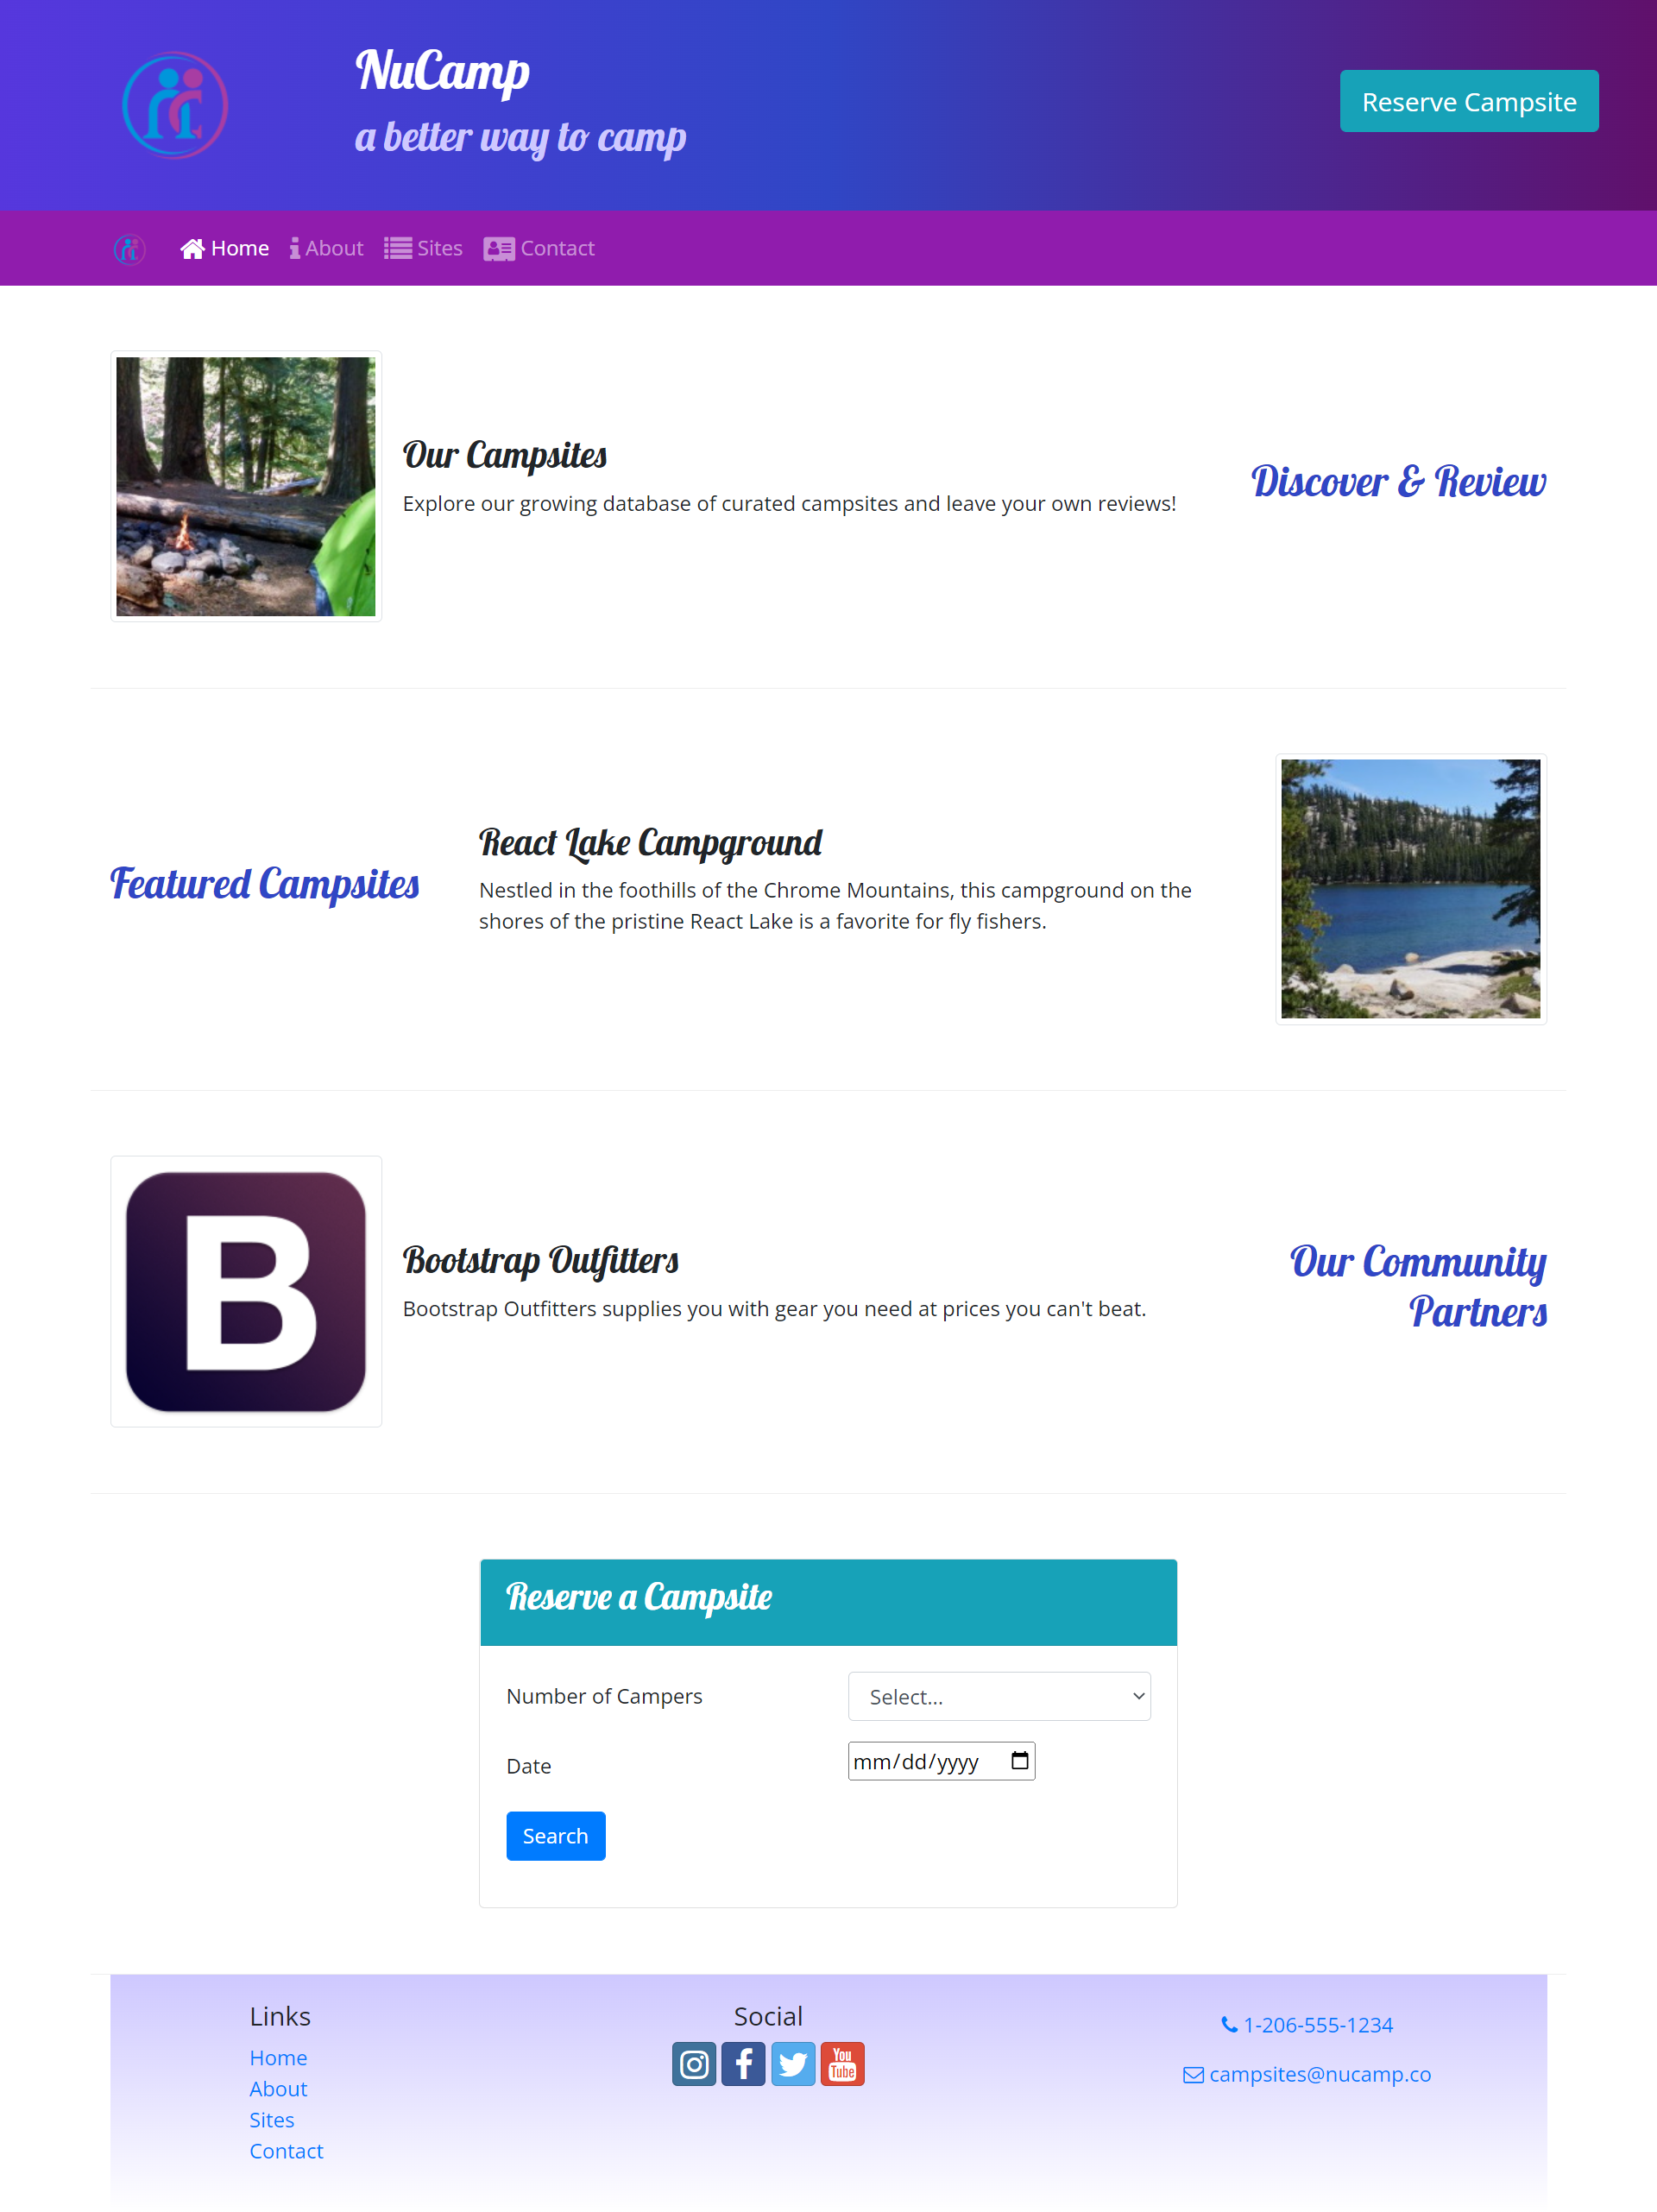 NuCamp
a better way to camp
Reserve Campsite
Home
About
Sites
Contact
Our Campsites
Explore our growing database of curated campsites and leave your own reviews!
Discover & Review
Featured Campsites
React Lake Campground
Nestled in the foothills of the Chrome Mountains, this campground on the
shores of the pristine React Lake is a favorite for fly fishers.
B
Bootstrap Outfitters
Bootstrap Outfitters supplies you with gear you need at prices you can't beat.
Our Community
Partners
Reserve a Campsite
Number of Campers
Select...
Date
mm/dd/yyyy
Search
Links
Home
About
Sites
Contact
Social
You
Tube
1-206-555-1234
campsites@nucamp.co